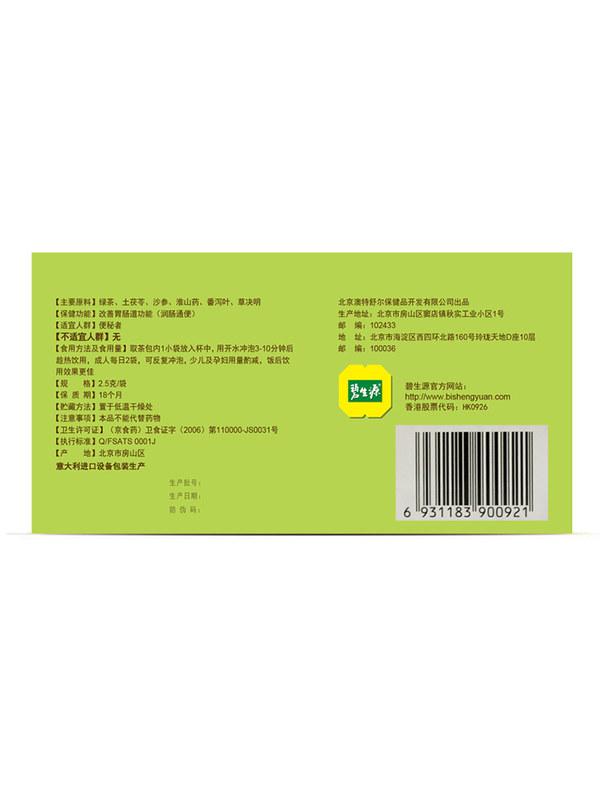 【主要原料】绿茶、土茯苓、沙参、淮山药、番泻叶、草决明
【保健功能】改善胃肠道功能（润肠通便）
【适宜人群】便秘者
【不适宜人群】无
【食用方法及食用量】取茶包内1小袋放入杯中，用开水冲泡3-10分钟后
趁热饮用，成人每日2袋，可反复冲泡，少儿及孕妇用量酌减，饭后饮
用效果更佳
【规　　格】2.5克/袋
【保 质 期】18个月
【贮藏方法】置于低温干燥处
【注意事项】本品不能代替药物
【卫生许可证】（京食药）卫食证字（2006）第110000-JS0031号
【执行标准】Q/FSATS 0001J
【产　　地】北京市房山区
意大利进口设备包装生产
生产批号：
生产日期：
防 伪 码：
北京澳特舒尔保健品开发有限公司出品
生产地址：北京市房山区窦店镇秋实工业小区1号
邮　　编：102433
地　　址：北京市海淀区西四环北路160号玲珑天地D座10层
邮　　编：100036
碧生源
碧生源官方网站：
http://www.bishengyuan.com
香港股票代码：HK0926
6 931183 900921